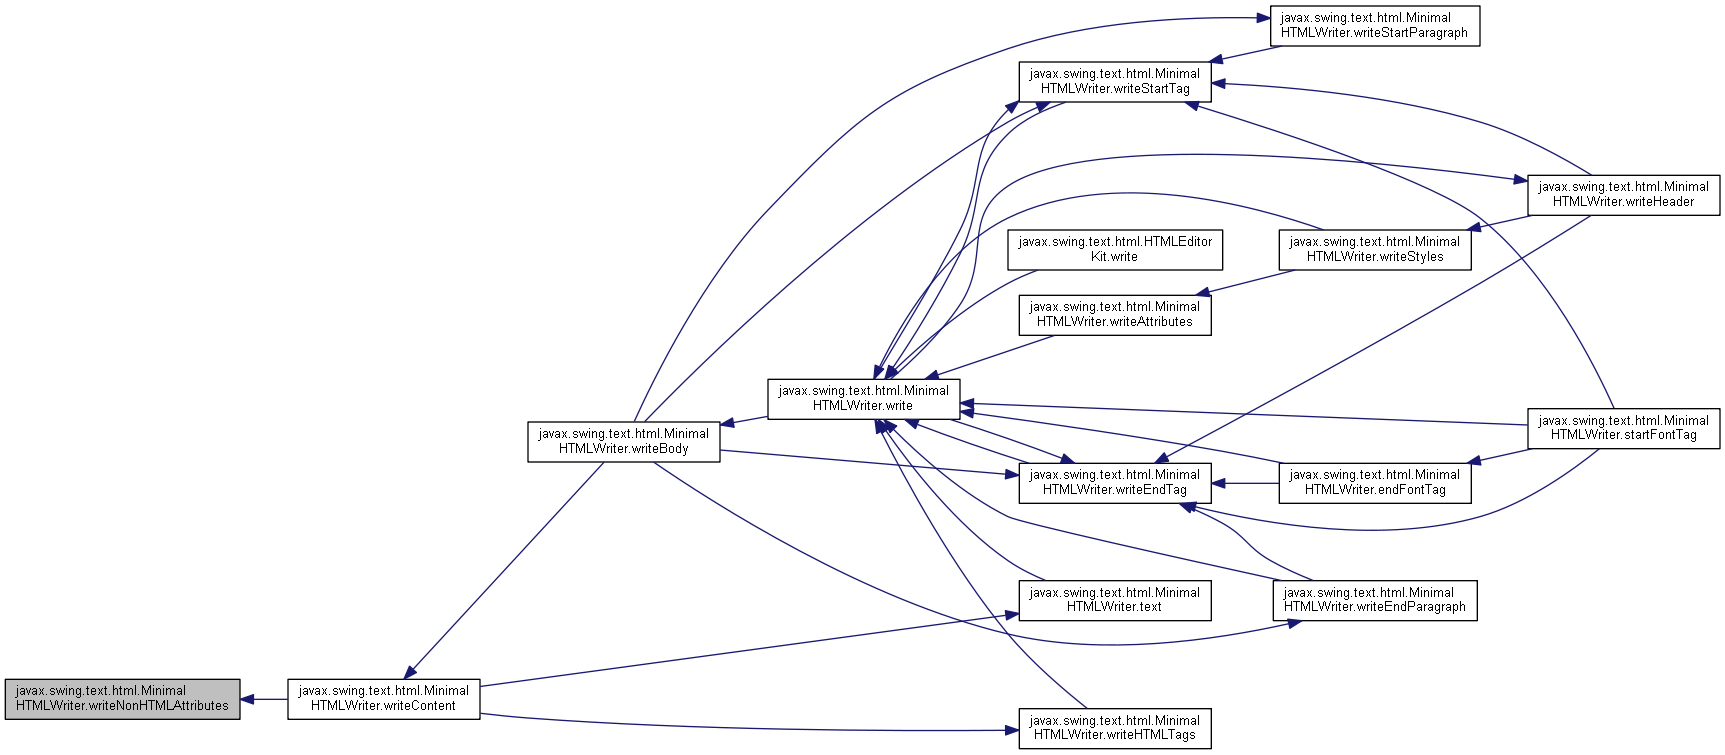 javax.swing.text.html.Minimal
HTMLWriter.writeStartParagraph
javax.swing.text.html.Minimal
HTMLWriter.writeStartTag
javax.swing.text.html.Minimal
HTMLWriter.writeHeader
javax.swing.text.html.HTMLEditor
Kit.write
javax.swing.text.html.Minimal
HTMLWriter.writeStyles
javax.swing.text.html.Minimal
HTMLWriter.writeAttributes
javax.swing.text.html.Minimal
HTMLWriter.write
javax.swing.text.html.Minimal
HTMLWriter.startFontTag
javax.swing.text.html.Minimal
HTMLWriter.writeBody
javax.swing.text.html.Minimal
HTMLWriter.writeEndTag
javax.swing.text.html.Minimal
HTMLWriter.endFontTag
javax.swing.text.html.Minimal
HTMLWriter.text
javax.swing.text.html.Minimal
HTMLWriter.writeEndParagraph
javax.swing.text.html.Minimal
HTMLWriter.writeNonHTMLAttributes
javax.swing.text.html.Minimal
HTMLWriter.writeContent
javax.swing.text.html.Minimal
HTMLWriter.writeHTMLTags